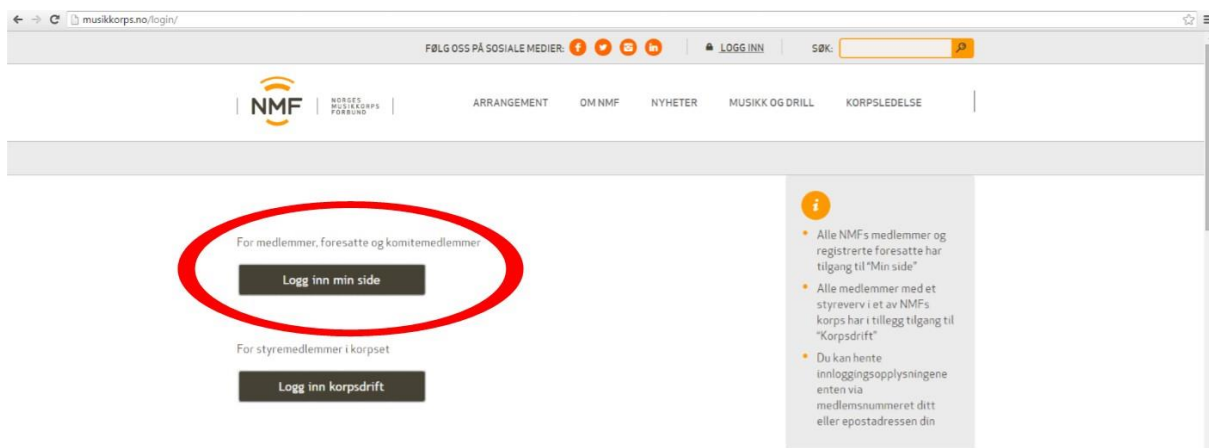 musikkorps.no/login/
FØLG OSS PÅ SOSIALE MEDIER:
LOGG INN
SØK:
NMF
NORGES
MUSIKKORPS
FORBUND
ARRANGEMENT OM NMF NYHETER MUSIKK OG DRILL KORPSLEDELSE
For medlemmer, foresatte og komitemedlemmer
Logg inn min side
For styremedlemmer i korpset
Logg inn korpsdrift
i
Alle NMFs medlemmer og
registrerte foresatte har
tilgang til "Min side"
Alle medlemmer med et
styreverv i et av NMFs
korps har i tillegg tilgang til
"Korpsdrift"
Du kan hente
innloggingsopplysningene
enten via
medlemsnummeret ditt
eller epostadressen din